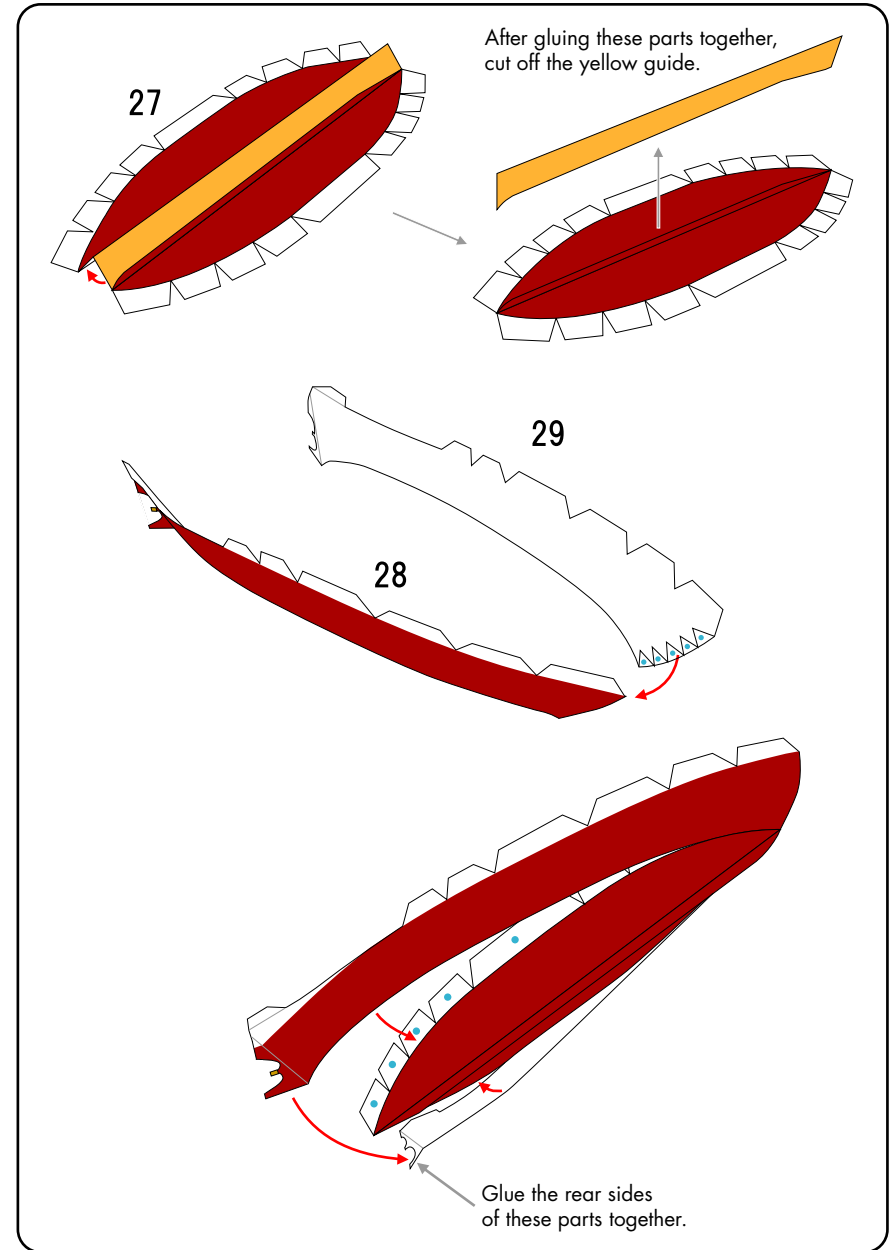 After gluing these parts together,
cut off the yellow guide.
27
29
28
Glue the rear sides
of these parts together.